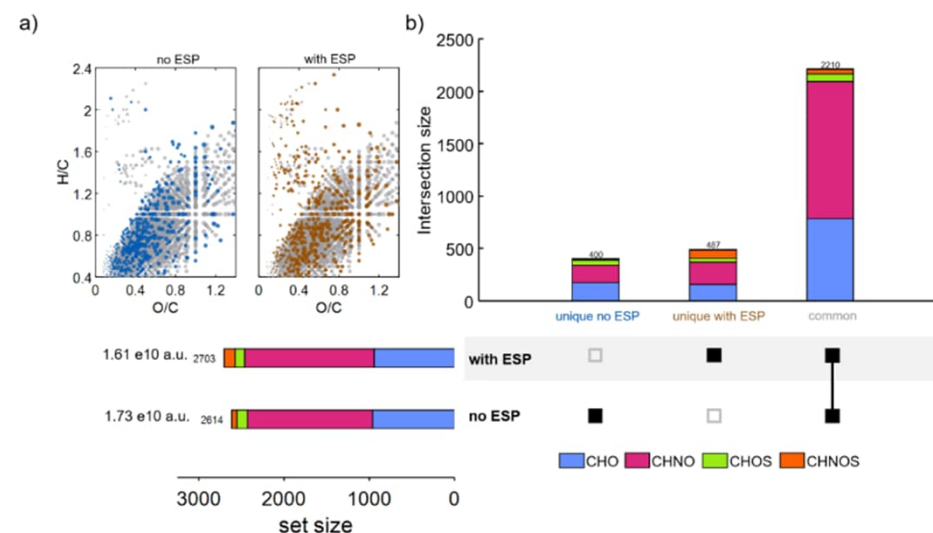 a)
b)
no ESP
with ESP
2.4
2
1.6
1.2
0.8
0.4
H/C
0 0.4 0.8 1.2
0 0.4 0.8 1.2
O/C
O/C
2500
2000
1500
1000
500
0
Intersection size
400
487
2210
unique no ESP
unique with ESP
common
1.61 e10 a.u. 2703
with ESP
1.73 e10 a.u. 2614
no ESP
CHO CHNO CHOS CHNOS
3000 2000 1000 0
set size